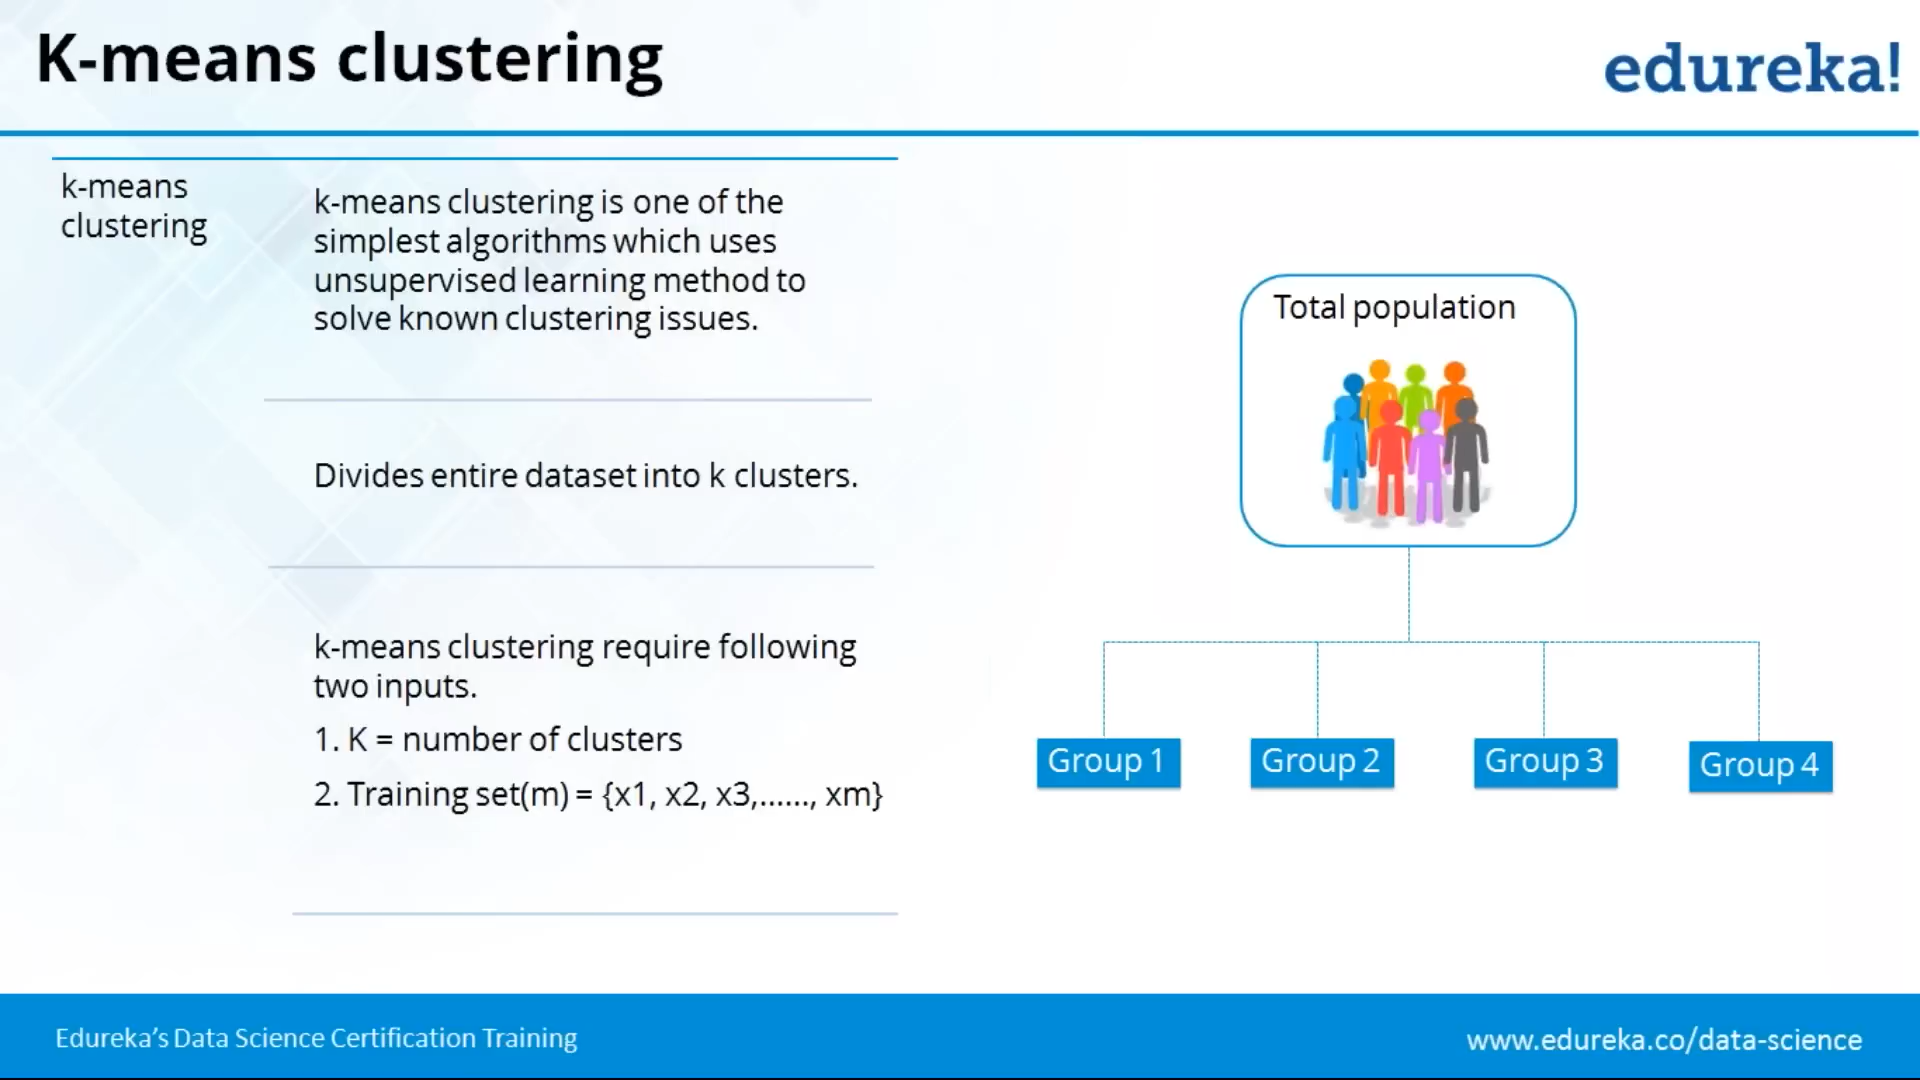 K-means clustering
edureka!
k-means
clustering
k-means clustering is one of the
simplest algorithms which uses
unsupervised learning method to
solve known clustering issues.
Divides entire dataset into k clusters.
k-means clustering require following
two inputs.
1. K = number of clusters
2. Training set(m) = {x1, x2, x3,......, xm}
Total population
Group 1
Group 2
Group 3
Group 4
Edureka’s Data Science Certification Training
www.edureka.co/data-science